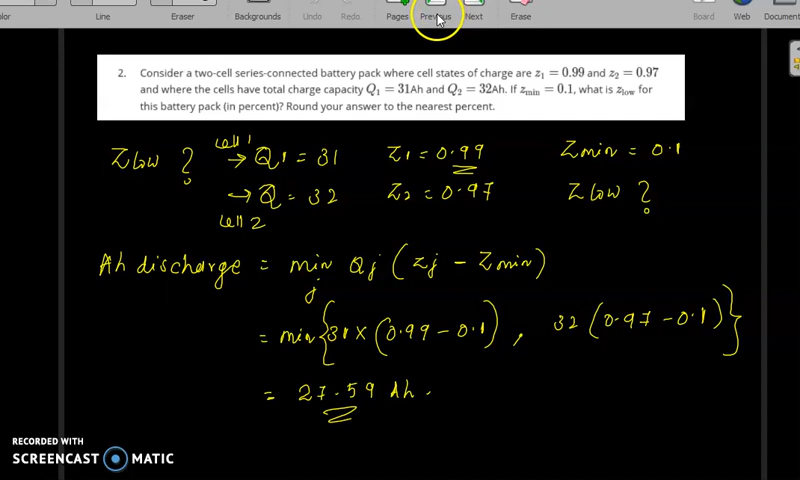 olor
Eraser
Backgrounds
Undo
Redo
Pages
Previous
Next
Erase
Board
Web
Document
2. Consider a two-cell series-connected battery pack where cell states of charge are z₁ = 0.99 and z₂ = 0.97
and where the cells have total charge capacity Q₁ = 31Ah and Q₂ = 32Ah. If z_min = 0.1, what is z_low for
this battery pack (in percent)? Round your answer to the nearest percent.
Cell 1
Zlow ? → Q1 = 31 Z1 = 0.99 Zmin = 0.1
→ Q = 32 Z2 = 0.97 Zlow ?
Cell 2
Ah discharge = min Qj (Zj - Zmin)
j
= min { 31 × (0.99 - 0.1), 32 (0.97 - 0.1) }
= 27.59 Ah.
RECORDED WITH
SCREENCAST MATIC